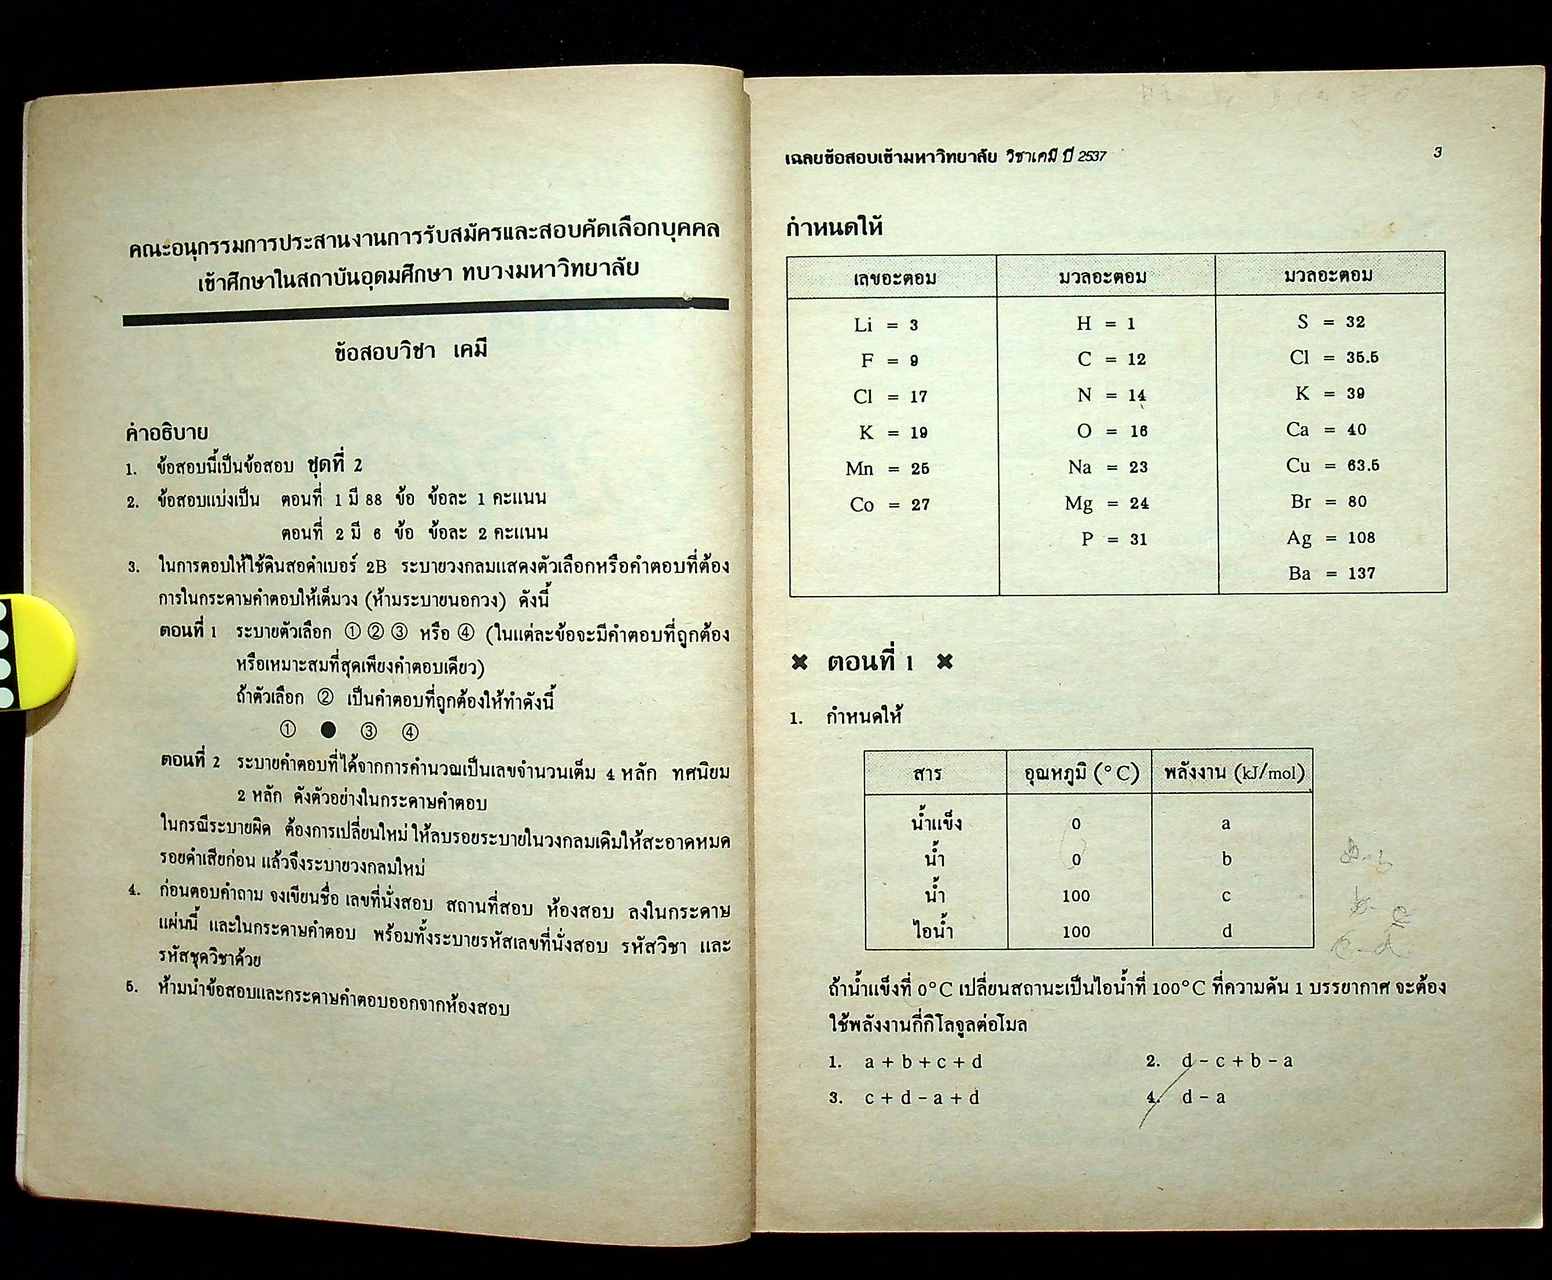 คณะอนุกรรมการประสานงานการรับสมัครและสอบคัดเลือกบุคคล
เข้าศึกษาในสถาบันอุดมศึกษา ทบวงมหาวิทยาลัย
ข้อสอบวิชา เคมี
คำอธิบาย
1. ข้อสอบนี้เป็นข้อสอบ ชุดที่ 2
2. ข้อสอบแบ่งเป็น ตอนที่ 1 มี 88 ข้อ ข้อละ 1 คะแนน
ตอนที่ 2 มี 6 ข้อ ข้อละ 2 คะแนน
3. ในการตอบให้ใช้ดินสอดำเบอร์ 2B ระบายวงกลมแสดงตัวเลือกหรือคำตอบที่ต้อง
การในกระดาษคำตอบให้เต็มวง (ห้ามระบายนอกวง) ดังนี้
ตอนที่ 1 ระบายตัวเลือก ① ② ③ หรือ ④ (ในแต่ละข้อจะมีคำตอบที่ถูกต้อง
หรือเหมาะสมที่สุดเพียงคำตอบเดียว)
ถ้าตัวเลือก ② เป็นคำตอบที่ถูกต้องให้ทำดังนี้
① ● ③ ④
ตอนที่ 2 ระบายคำตอบที่ได้จากการคำนวณเป็นเลขจำนวนเต็ม 4 หลัก ทศนิยม
2 หลัก ดังตัวอย่างในกระดาษคำตอบ
ในกรณีระบายผิด ต้องการเปลี่ยนใหม่ ให้ลบรอยระบายในวงกลมเดิมให้สะอาดหมด
รอยดำเสียก่อน แล้วจึงระบายวงกลมใหม่
4. ก่อนตอบคำถาม จงเขียนชื่อ เลขที่นั่งสอบ สถานที่สอบ ห้องสอบ ลงในกระดาษ
แผ่นนี้ และในกระดาษคำตอบ พร้อมทั้งระบายรหัสเลขที่นั่งสอบ รหัสวิชา และ
รหัสชุดวิชาด้วย
5. ห้ามนำข้อสอบและกระดาษคำตอบออกจากห้องสอบ
เฉลยข้อสอบเข้ามหาวิทยาลัย วิชาเคมี ปี 2537 3
กำหนดให้
เลขอะตอม มวลอะตอม มวลอะตอม
Li = 3 H = 1 S = 32
F = 9 C = 12 Cl = 35.5
Cl = 17 N = 14 K = 39
K = 19 O = 16 Ca = 40
Mn = 25 Na = 23 Cu = 63.5
Co = 27 Mg = 24 Br = 80
P = 31 Ag = 108
Ba = 137
✖ ตอนที่ 1 ✖
1. กำหนดให้
สาร อุณหภูมิ (°C) พลังงาน (kJ/mol)
น้ำแข็ง 0 a
น้ำ 0 b
น้ำ 100 c
ไอน้ำ 100 d
ถ้าน้ำแข็งที่ 0°C เปลี่ยนสถานะเป็นไอน้ำที่ 100°C ที่ความดัน 1 บรรยากาศ จะต้อง
ใช้พลังงานกี่กิโลจูลต่อโมล
1. a + b + c + d 2. d - c + b - a
3. c + d - a + d 4. d - a